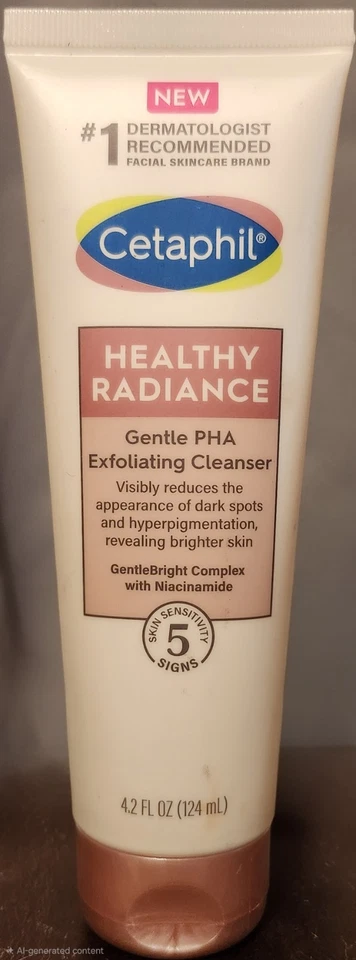 NEW
#1 DERMATOLOGIST
RECOMMENDED
FACIAL SKINCARE BRAND
Cetaphil®
HEALTHY
RADIANCE
Gentle PHA
Exfoliating Cleanser
Visibly reduces the
appearance of dark spots
and hyperpigmentation,
revealing brighter skin
GentleBright Complex
with Niacinamide
SKIN SENSITIVITY
5
SIGNS
4.2 FL OZ (124 mL)
AI-generated content